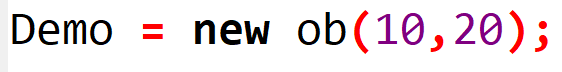 Demo = new ob(10,20);